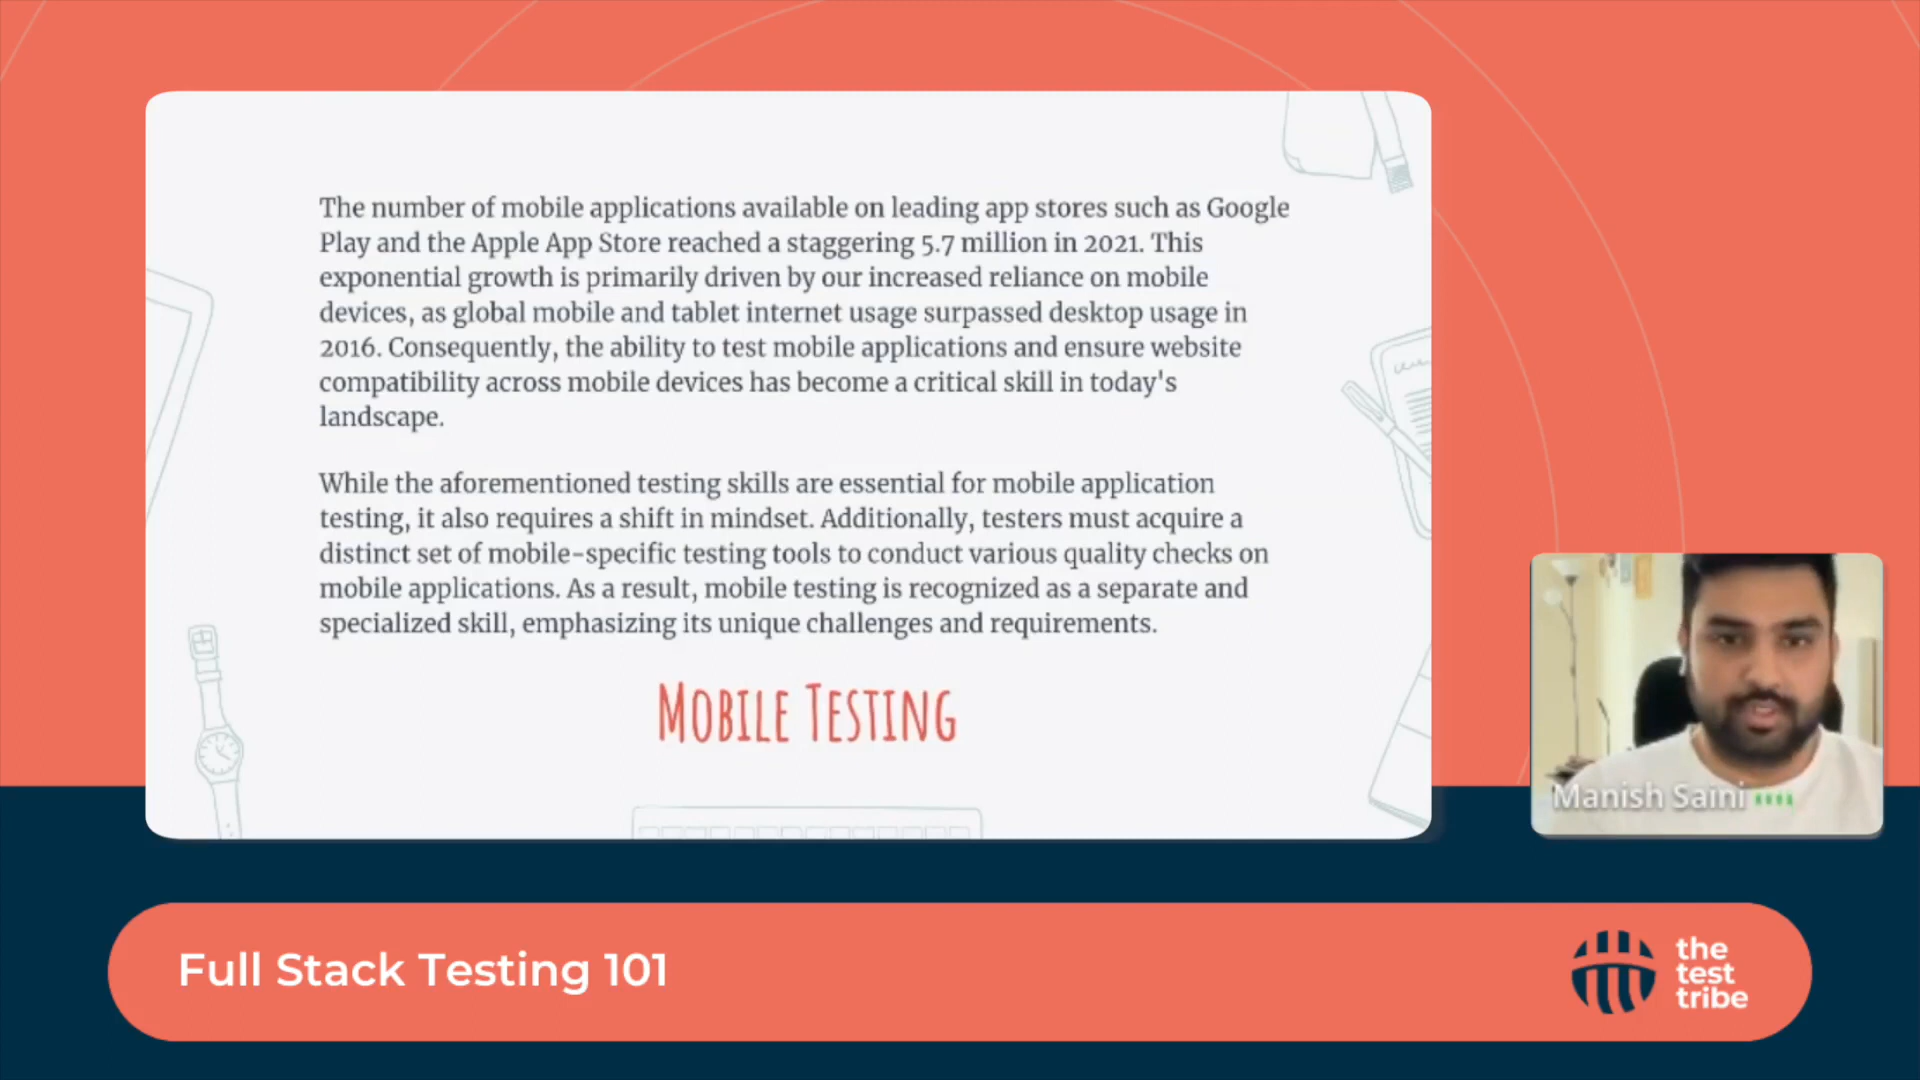 The number of mobile applications available on leading app stores such as Google
Play and the Apple App Store reached a staggering 5.7 million in 2021. This
exponential growth is primarily driven by our increased reliance on mobile
devices, as global mobile and tablet internet usage surpassed desktop usage in
2016. Consequently, the ability to test mobile applications and ensure website
compatibility across mobile devices has become a critical skill in today's
landscape.
While the aforementioned testing skills are essential for mobile application
testing, it also requires a shift in mindset. Additionally, testers must acquire a
distinct set of mobile-specific testing tools to conduct various quality checks on
mobile applications. As a result, mobile testing is recognized as a separate and
specialized skill, emphasizing its unique challenges and requirements.
MOBILE TESTING
Manish Saini
Full Stack Testing 101
the
test
tribe